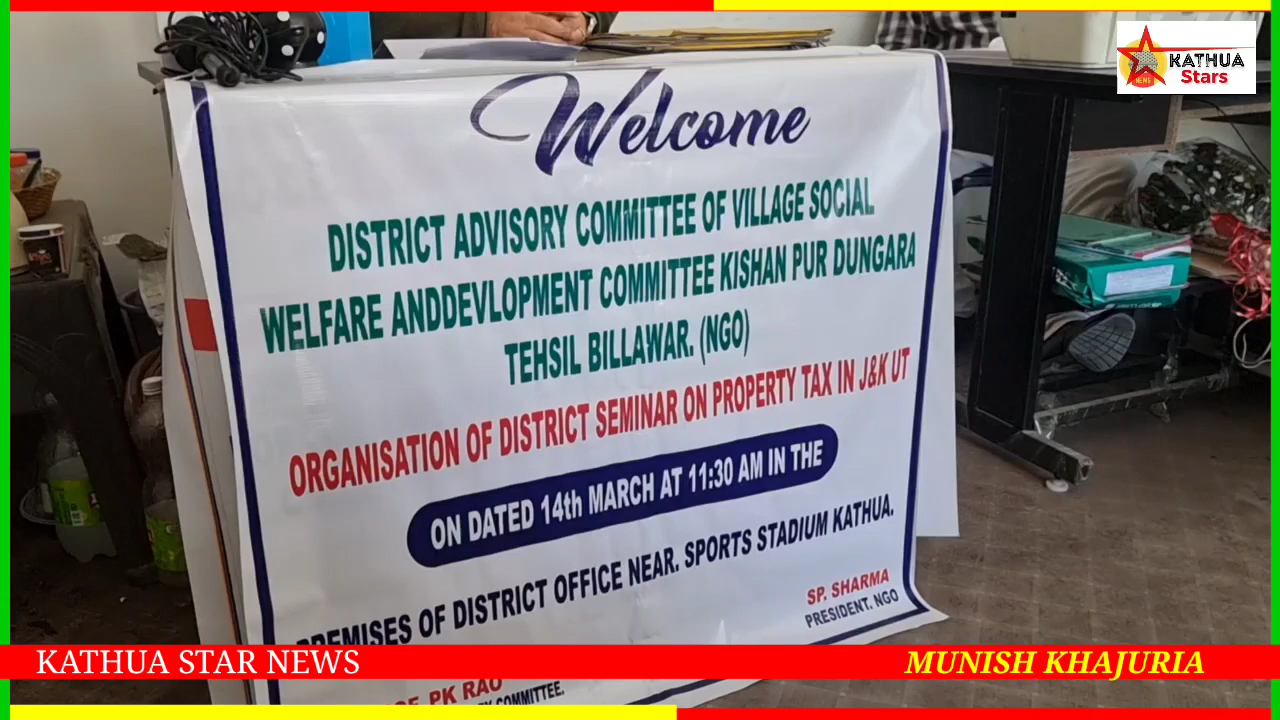 KATHUA
Stars
NEWS
Welcome
DISTRICT ADVISORY COMMITTEE OF VILLAGE SOCIAL
WELFARE ANDDEVLOPMENT COMMITTEE KISHAN PUR DUNGARA
TEHSIL BILLAWAR. (NGO)
ORGANISATION OF DISTRICT SEMINAR ON PROPERTY TAX IN J&K UT
ON DATED 14th MARCH AT 11:30 AM IN THE
PREMISES OF DISTRICT OFFICE NEAR. SPORTS STADIUM KATHUA.
SP. SHARMA
PRESIDENT. NGO
KATHUA STAR NEWS
MUNISH KHAJURIA
PK RAO
COMMITTEE.